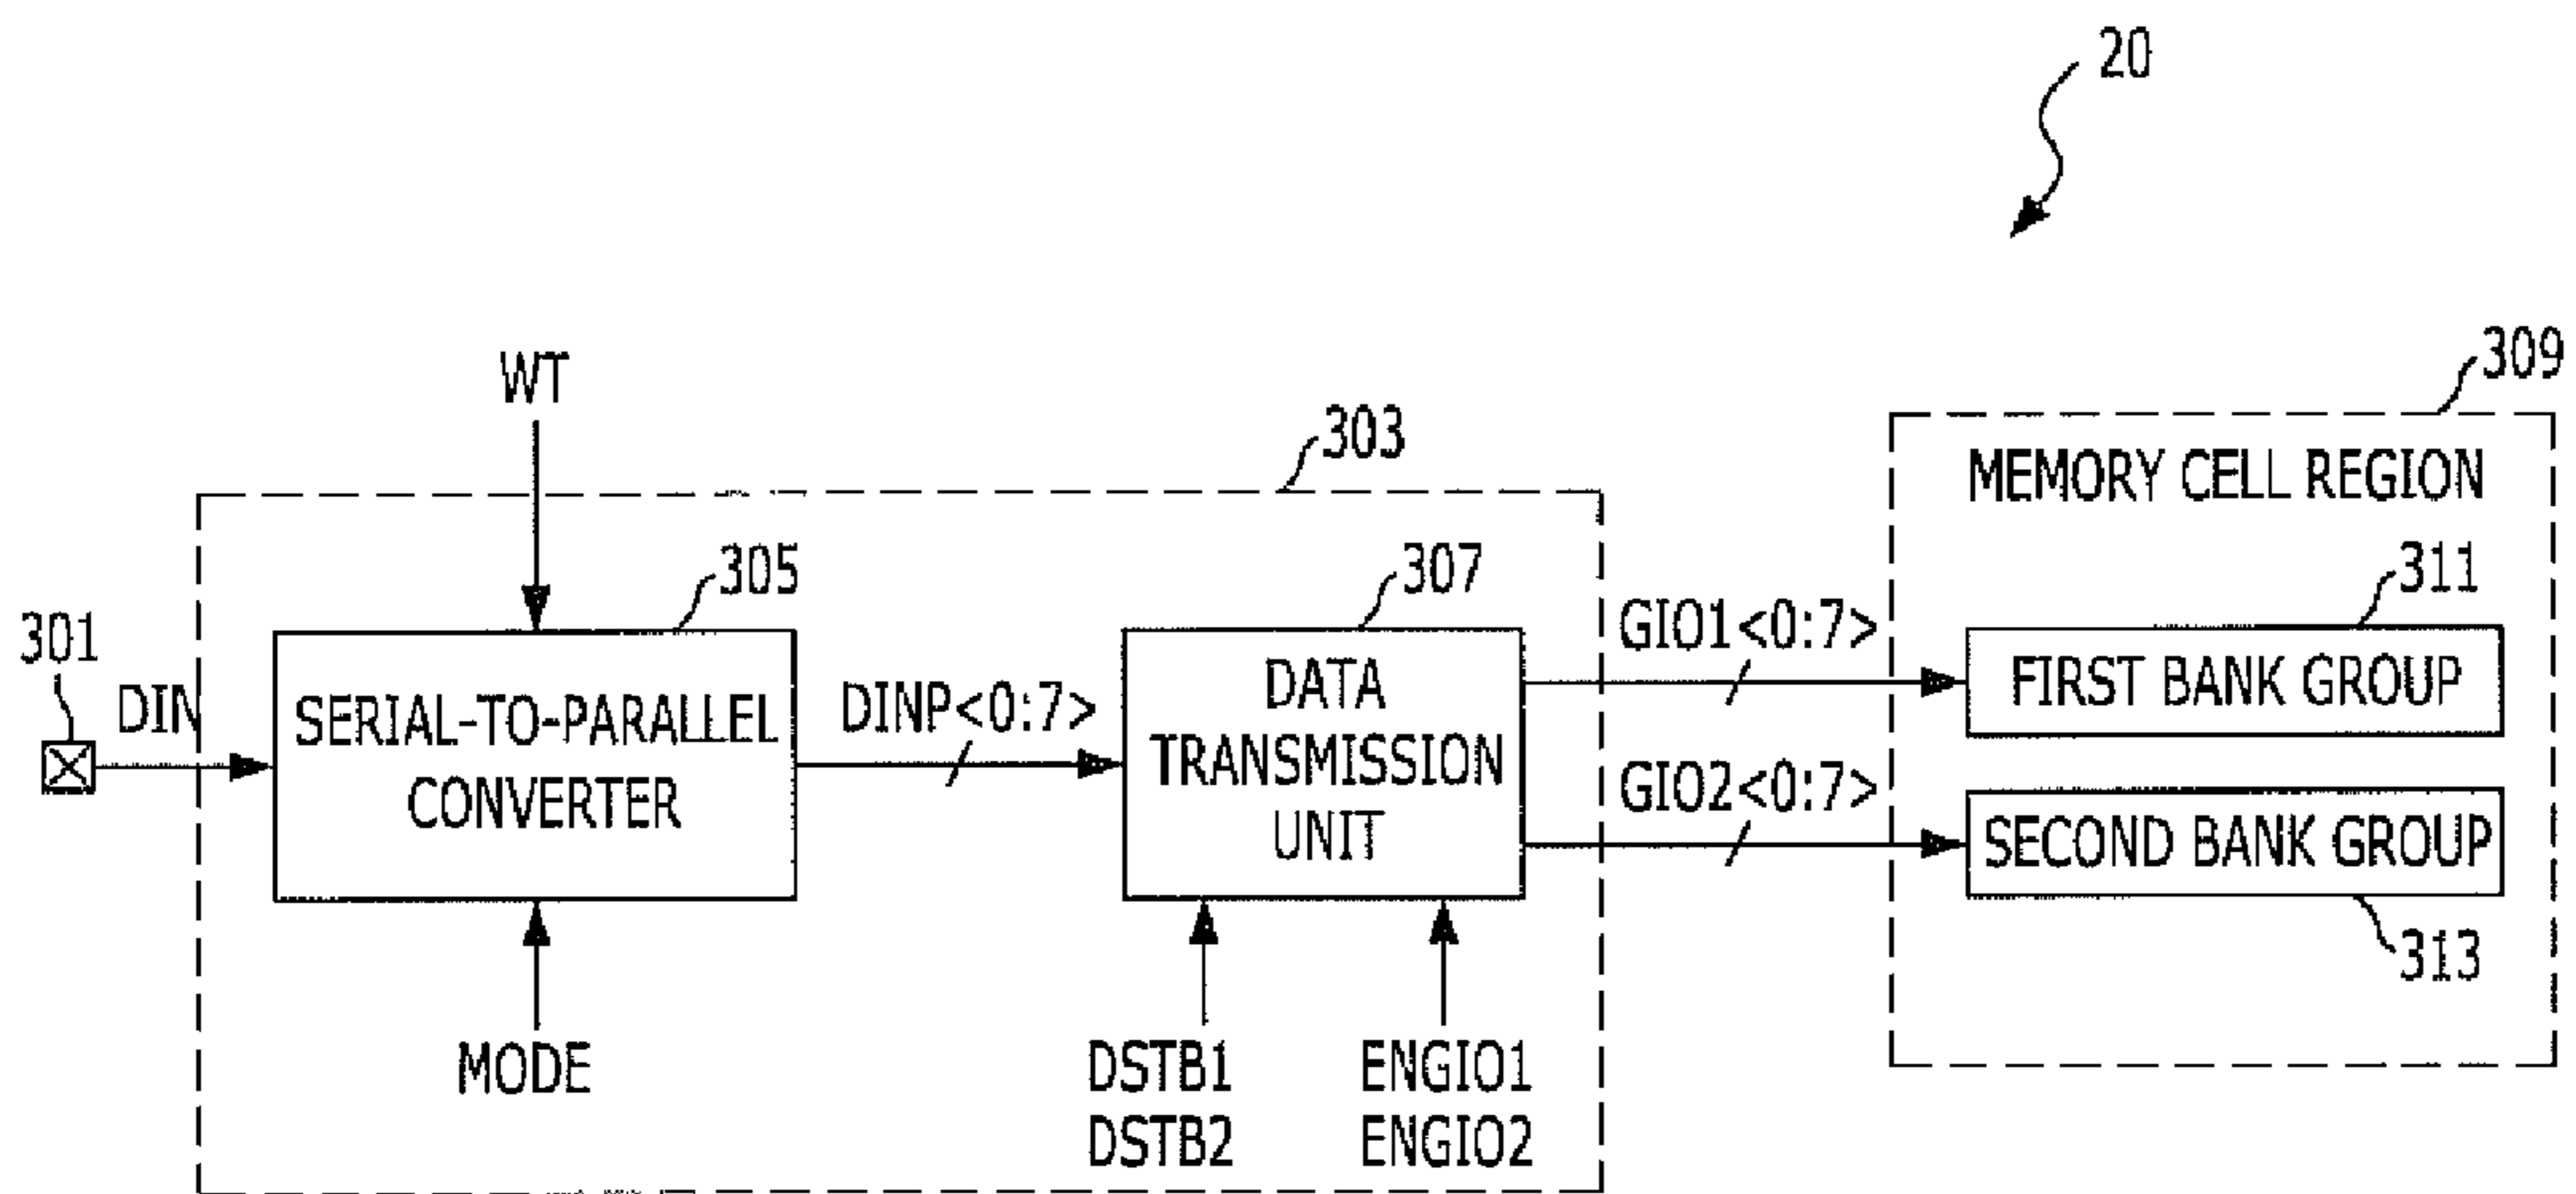 20
WT
309
303
MEMORY CELL REGION
305
307
311
301
DIN
SERIAL-TO-PARALLEL
CONVERTER
DINP<0:7>
DATA
TRANSMISSION
UNIT
GIO1<0:7>
FIRST BANK GROUP
GIO2<0:7>
SECOND BANK GROUP
313
MODE
DSTB1
DSTB2
ENGIO1
ENGIO2